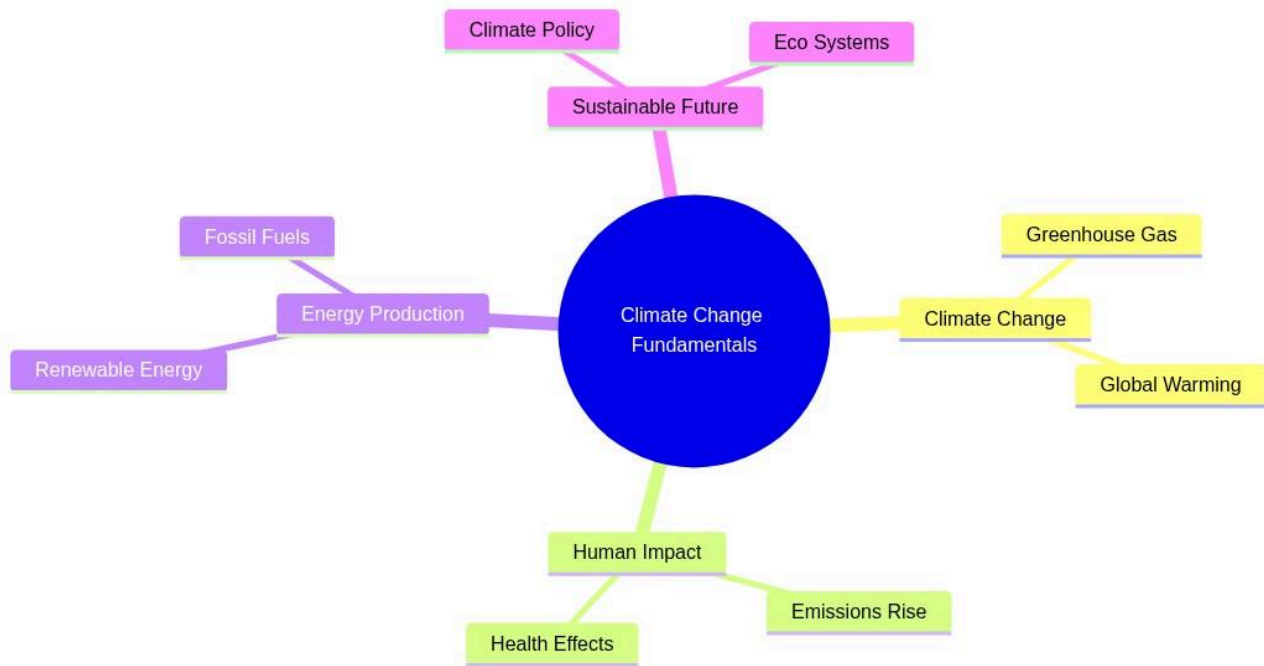 Climate Policy
Eco Systems
Sustainable Future
Fossil Fuels
Energy Production
Renewable Energy
Climate Change
Fundamentals
Greenhouse Gas
Climate Change
Global Warming
Human Impact
Emissions Rise
Health Effects